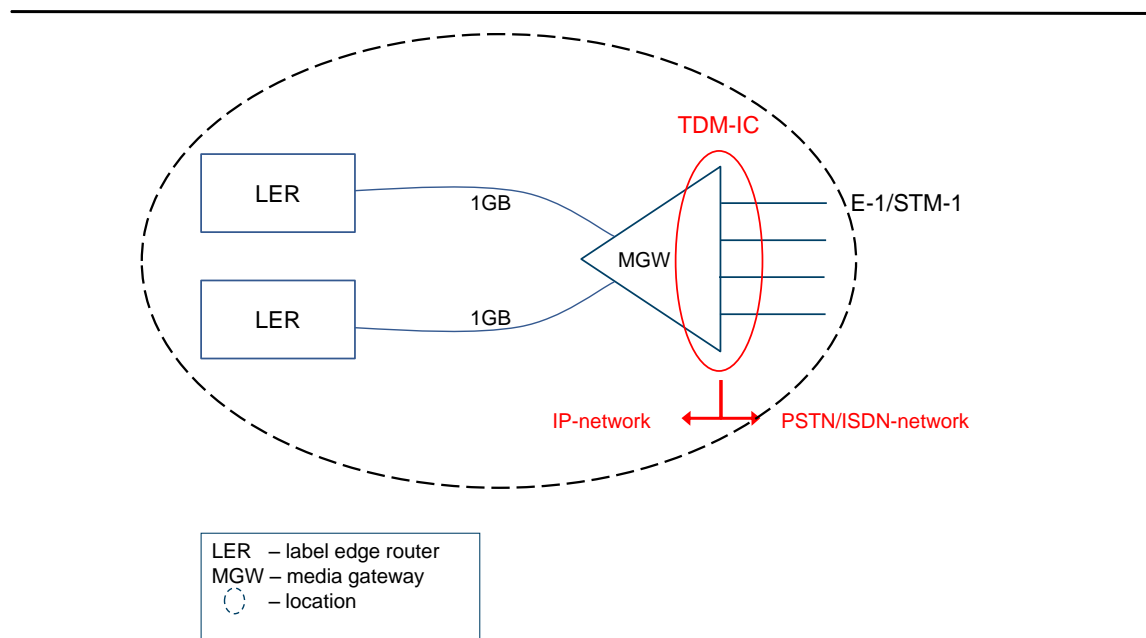 TDM-IC
LER
1GB
E-1/STM-1
MGW
LER
1GB
IP-network
PSTN/ISDN-network
LER – label edge router
MGW – media gateway
– location